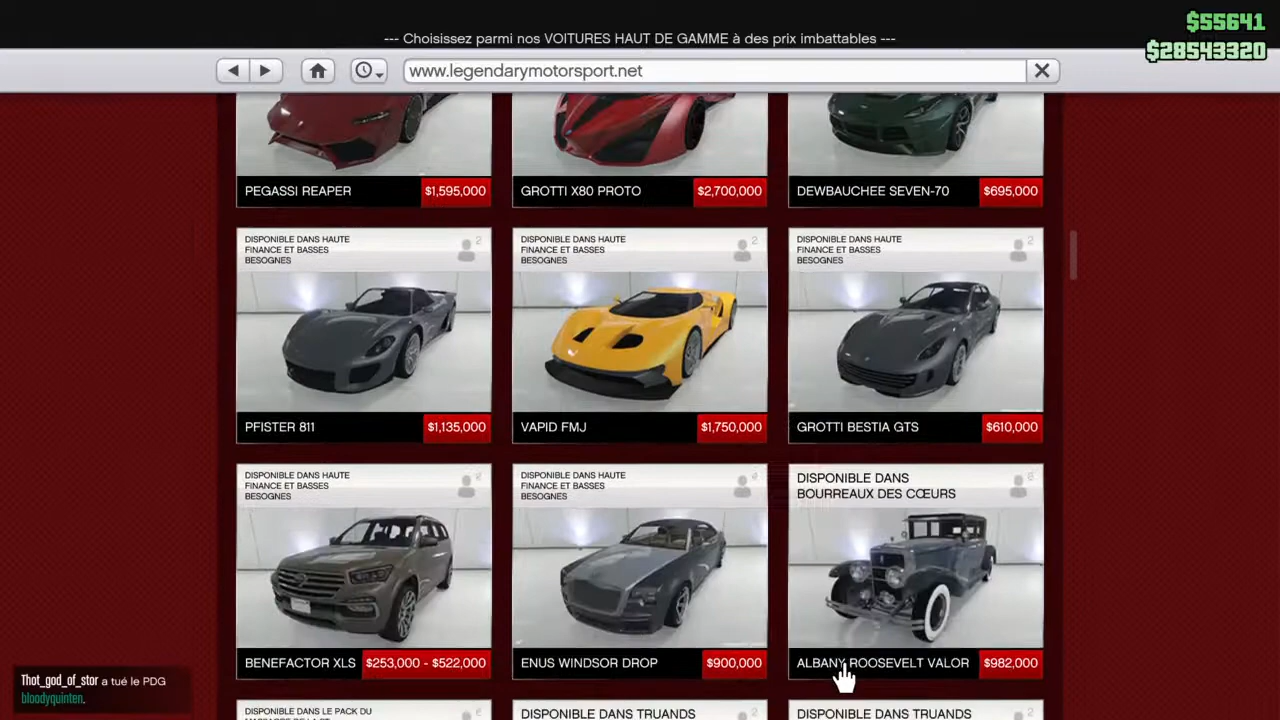 $55641
--- Choisissez parmi nos VOITURES HAUT DE GAMME à des prix imbattables ---
$28543320
www.legendarymotorsport.net
PEGASSI REAPER $1,595,000
GROTTI X80 PROTO $2,700,000
DEWBAUCHEE SEVEN-70 $695,000
DISPONIBLE DANS HAUTE
FINANCE ET BASSES
BESOGNES
2
DISPONIBLE DANS HAUTE
FINANCE ET BASSES
BESOGNES
2
DISPONIBLE DANS HAUTE
FINANCE ET BASSES
BESOGNES
2
PFISTER 811 $1,135,000
VAPID FMJ $1,750,000
GROTTI BESTIA GTS $610,000
DISPONIBLE DANS HAUTE
FINANCE ET BASSES
BESOGNES
DISPONIBLE DANS HAUTE
FINANCE ET BASSES
BESOGNES
DISPONIBLE DANS
BOURREAUX DES CŒURS
BENEFACTOR XLS $253,000 - $522,000
ENUS WINDSOR DROP $900,000
ALBANY ROOSEVELT VALOR $982,000
That_god_of_stor a tué le PDG
bloodyquinten.
DISPONIBLE DANS LE PACK DU
DISPONIBLE DANS TRUANDS
2
DISPONIBLE DANS TRUANDS
2